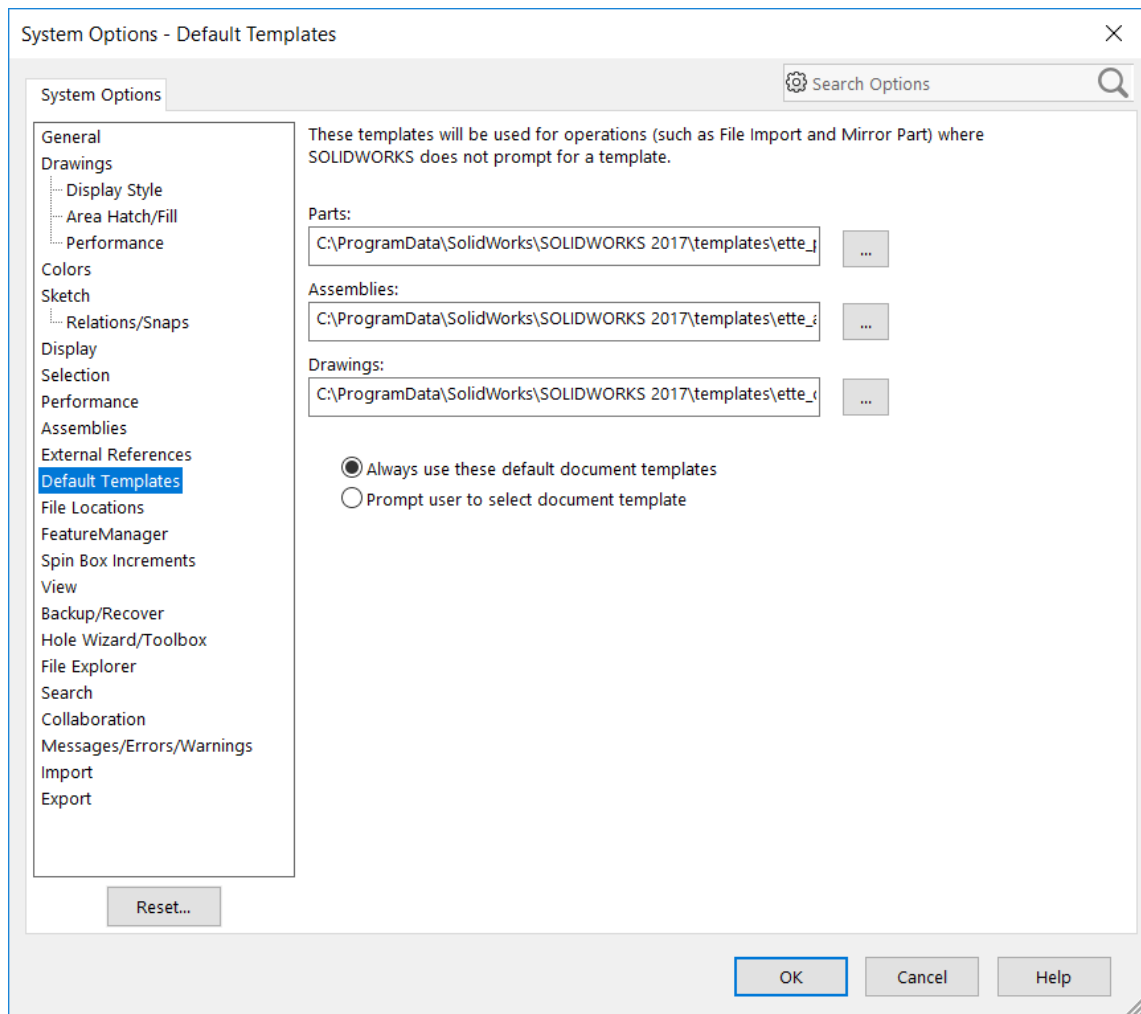 System Options - Default Templates
Search Options
System Options
General
Drawings
Display Style
Area Hatch/Fill
Performance
Colors
Sketch
Relations/Snaps
Display
Selection
Performance
Assemblies
External References
Default Templates
File Locations
FeatureManager
Spin Box Increments
View
Backup/Recover
Hole Wizard/Toolbox
File Explorer
Search
Collaboration
Messages/Errors/Warnings
Import
Export
Reset...
These templates will be used for operations (such as File Import and Mirror Part) where
SOLIDWORKS does not prompt for a template.
Parts:
C:\ProgramData\SolidWorks\SOLIDWORKS 2017\templates\ette_p
...
Assemblies:
C:\ProgramData\SolidWorks\SOLIDWORKS 2017\templates\ette_a
...
Drawings:
C:\ProgramData\SolidWorks\SOLIDWORKS 2017\templates\ette_d
...
Always use these default document templates
Prompt user to select document template
OK
Cancel
Help